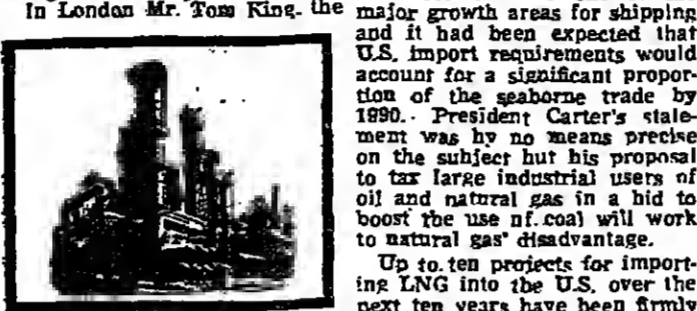 In London Mr. Tom King, the
major growth areas for shipping
and it had been expected that
U.S. import requirements would
account for a significant propor-
tion of the seaborne trade by
1990. President Carter's state-
ment was by no means precise
on the subject but his proposal
to tax large industrial users of
oil and natural gas in a bid to
boost the use of coal will work
to natural gas' disadvantage.
Up to ten projects for import-
ing LNG into the U.S. over the
next ten years have been firmly